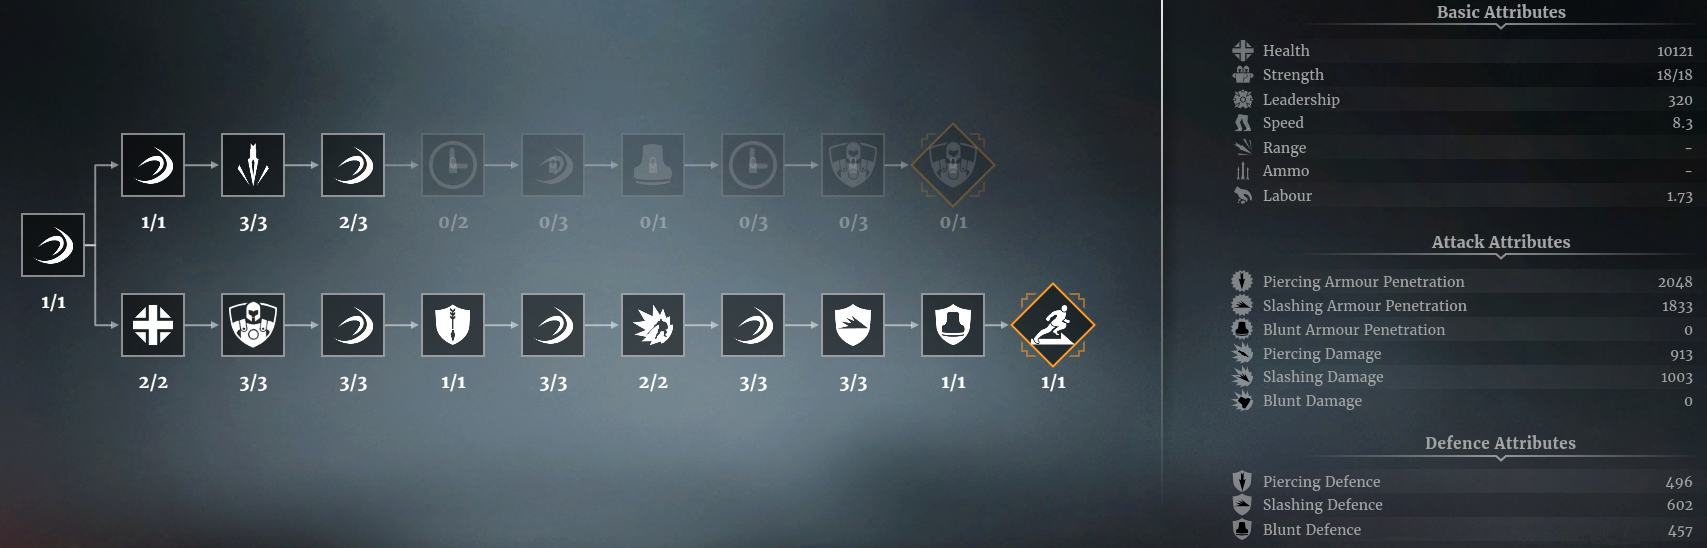 1/1
1/1 3/3 2/3 0/2 0/3 0/1 0/3 0/3 0/1
2/2 3/3 3/3 1/1 3/3 2/2 3/3 3/3 1/1 1/1
Basic Attributes
Health 10121
Strength 18/18
Leadership 320
Speed 8.3
Range -
Ammo -
Labour 1.73
Attack Attributes
Piercing Armour Penetration 2048
Slashing Armour Penetration 1833
Blunt Armour Penetration 0
Piercing Damage 913
Slashing Damage 1003
Blunt Damage 0
Defence Attributes
Piercing Defence 496
Slashing Defence 602
Blunt Defence 457